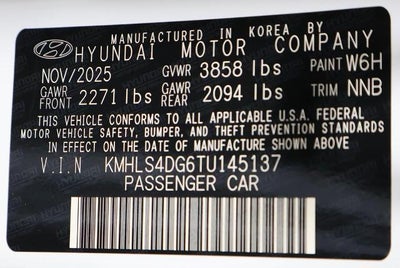 MANUFACTURED IN KOREA BY
HYUNDAI MOTOR COMPANY
NOV/2025 GVWR 3858 lbs PAINT W6H
GAWR FRONT 2271 lbs GAWR REAR 2094 lbs TRIM NNB
THIS VEHICLE CONFORMS TO ALL APPLICABLE U.S.A. FEDERAL
MOTOR VEHICLE SAFETY, BUMPER, AND THEFT PREVENTION STANDARDS
IN EFFECT ON THE DATE OF MANUFACTURE SHOWN ABOVE
V.I.N KMHLS4DG6TU145137
PASSENGER CAR